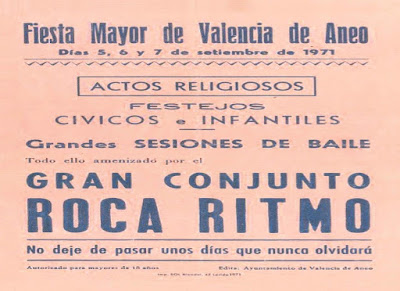 Fiesta Mayor de Valencia de Aneo
Días 5, 6 y 7 de setiembre de 1971
ACTOS RELIGIOSOS
FESTEJOS
CIVICOS e INFANTILES
Grandes SESIONES DE BAILE
Todo ello amenizado por el
GRAN CONJUNTO
ROCA RITMO
No deje de pasar unos días que nunca olvidará
Autorizado para mayores de 16 años
Edita: Ayuntamiento de Valencia de Aneo